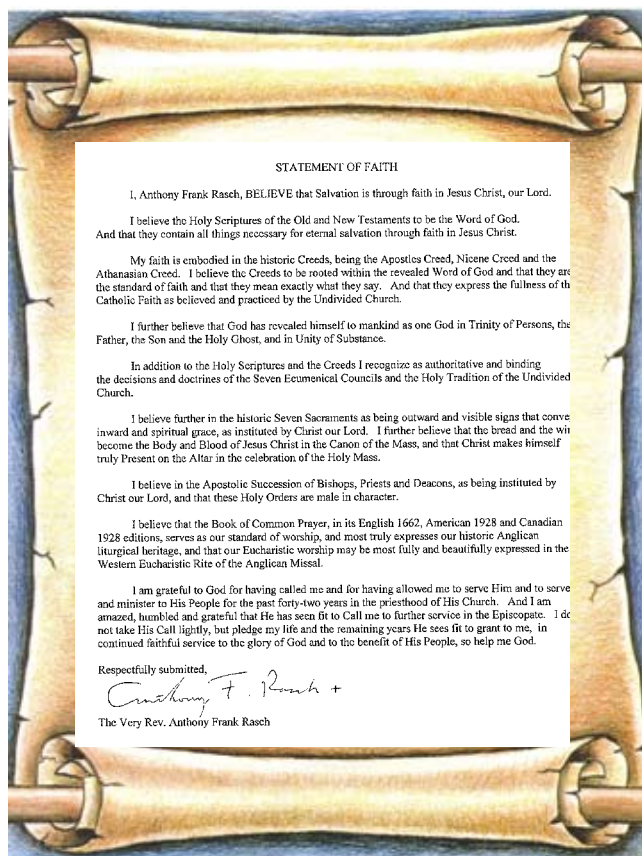 STATEMENT OF FAITH
I, Anthony Frank Rasch, BELIEVE that Salvation is through faith in Jesus Christ, our Lord.
I believe the Holy Scriptures of the Old and New Testaments to be the Word of God.
And that they contain all things necessary for eternal salvation through faith in Jesus Christ.
My faith is embodied in the historic Creeds, being the Apostles Creed, Nicene Creed and the
Athanasian Creed. I believe the Creeds to be rooted within the revealed Word of God and that they are
the standard of faith and that they mean exactly what they say. And that they express the fullness of th
Catholic Faith as believed and practiced by the Undivided Church.
I further believe that God has revealed himself to mankind as one God in Trinity of Persons, the
Father, the Son and the Holy Ghost, and in Unity of Substance.
In addition to the Holy Scriptures and the Creeds I recognize as authoritative and binding
the decisions and doctrines of the Seven Ecumenical Councils and the Holy Tradition of the Undivided
Church.
I believe further in the historic Seven Sacraments as being outward and visible signs that conve
inward and spiritual grace, as instituted by Christ our Lord. I further believe that the bread and the win
become the Body and Blood of Jesus Christ in the Canon of the Mass, and that Christ makes himself
truly Present on the Altar in the celebration of the Holy Mass.
I believe in the Apostolic Succession of Bishops, Priests and Deacons, as being instituted by
Christ our Lord, and that these Holy Orders are male in character.
I believe that the Book of Common Prayer, in its English 1662, American 1928 and Canadian
1928 editions, serves as our standard of worship, and most truly expresses our historic Anglican
liturgical heritage, and that our Eucharistic worship may be most fully and beautifully expressed in the
Western Eucharistic Rite of the Anglican Missal.
I am grateful to God for having called me and for having allowed me to serve Him and to serve
and minister to His People for the past forty-two years in the priesthood of His Church. And I am
amazed, humbled and grateful that He has seen fit to Call me to further service in the Episcopate. I do
not take His Call lightly, but pledge my life and the remaining years He sees fit to grant to me, in
continued faithful service to the glory of God and to the benefit of His People, so help me God.
Respectfully submitted,
Anthony F. Rasch +
The Very Rev. Anthony Frank Rasch